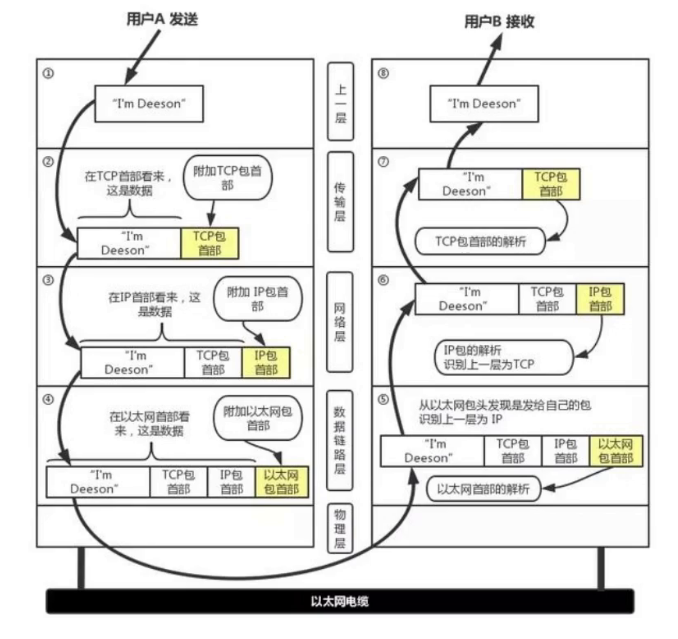 用户A 发送
用户B 接收
①
"I'm Deeson"
②
在TCP首部看来，
这是数据
附加TCP包首
部
"I'm
Deeson"
TCP包
首部
③
在IP首部看来，这
是数据
附加 IP包首
部
"I'm
Deeson"
TCP包
首部
IP包
首部
④
在以太网首部看
来，这是数据
附加以太网包
首部
"I'm
Deeson"
TCP包
首部
IP包
首部
以太网
包首部
上一层
传输层
网络层
数据链路层
物理层
⑧
"I'm Deeson"
⑦
"I'm
Deeson"
TCP包
首部
TCP包首部的解析
⑥
"I'm
Deeson"
TCP包
首部
IP包
首部
IP包的解析
识别上一层为TCP
⑤
从以太网包头发现是发给自己的包
识别上一层为 IP
"I'm
Deeson"
TCP包
首部
IP包
首部
以太网
包首部
以太网首部的解析
以太网电缆